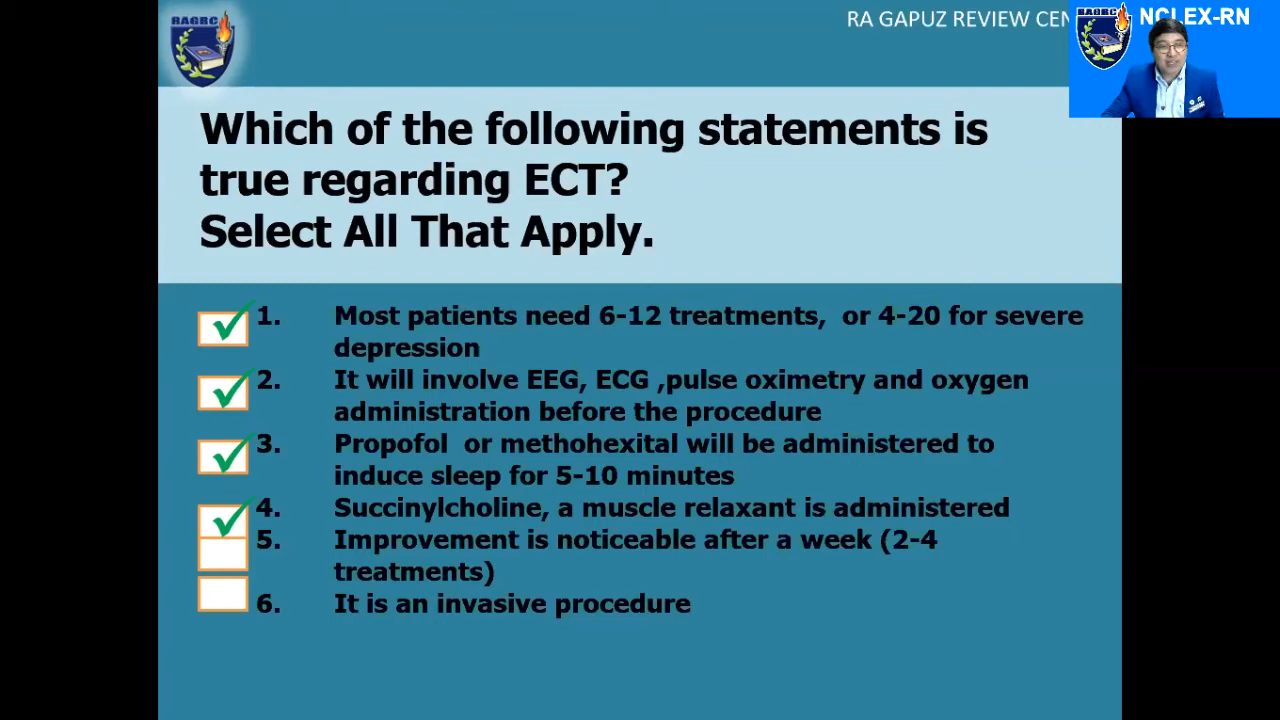 RAGRC
RA GAPUZ REVIEW CEN
RAGRC
NCLEX-RN
Which of the following statements is
true regarding ECT?
Select All That Apply.
1. Most patients need 6-12 treatments, or 4-20 for severe
depression
2. It will involve EEG, ECG ,pulse oximetry and oxygen
administration before the procedure
3. Propofol or methohexital will be administered to
induce sleep for 5-10 minutes
4. Succinylcholine, a muscle relaxant is administered
5. Improvement is noticeable after a week (2-4
treatments)
6. It is an invasive procedure